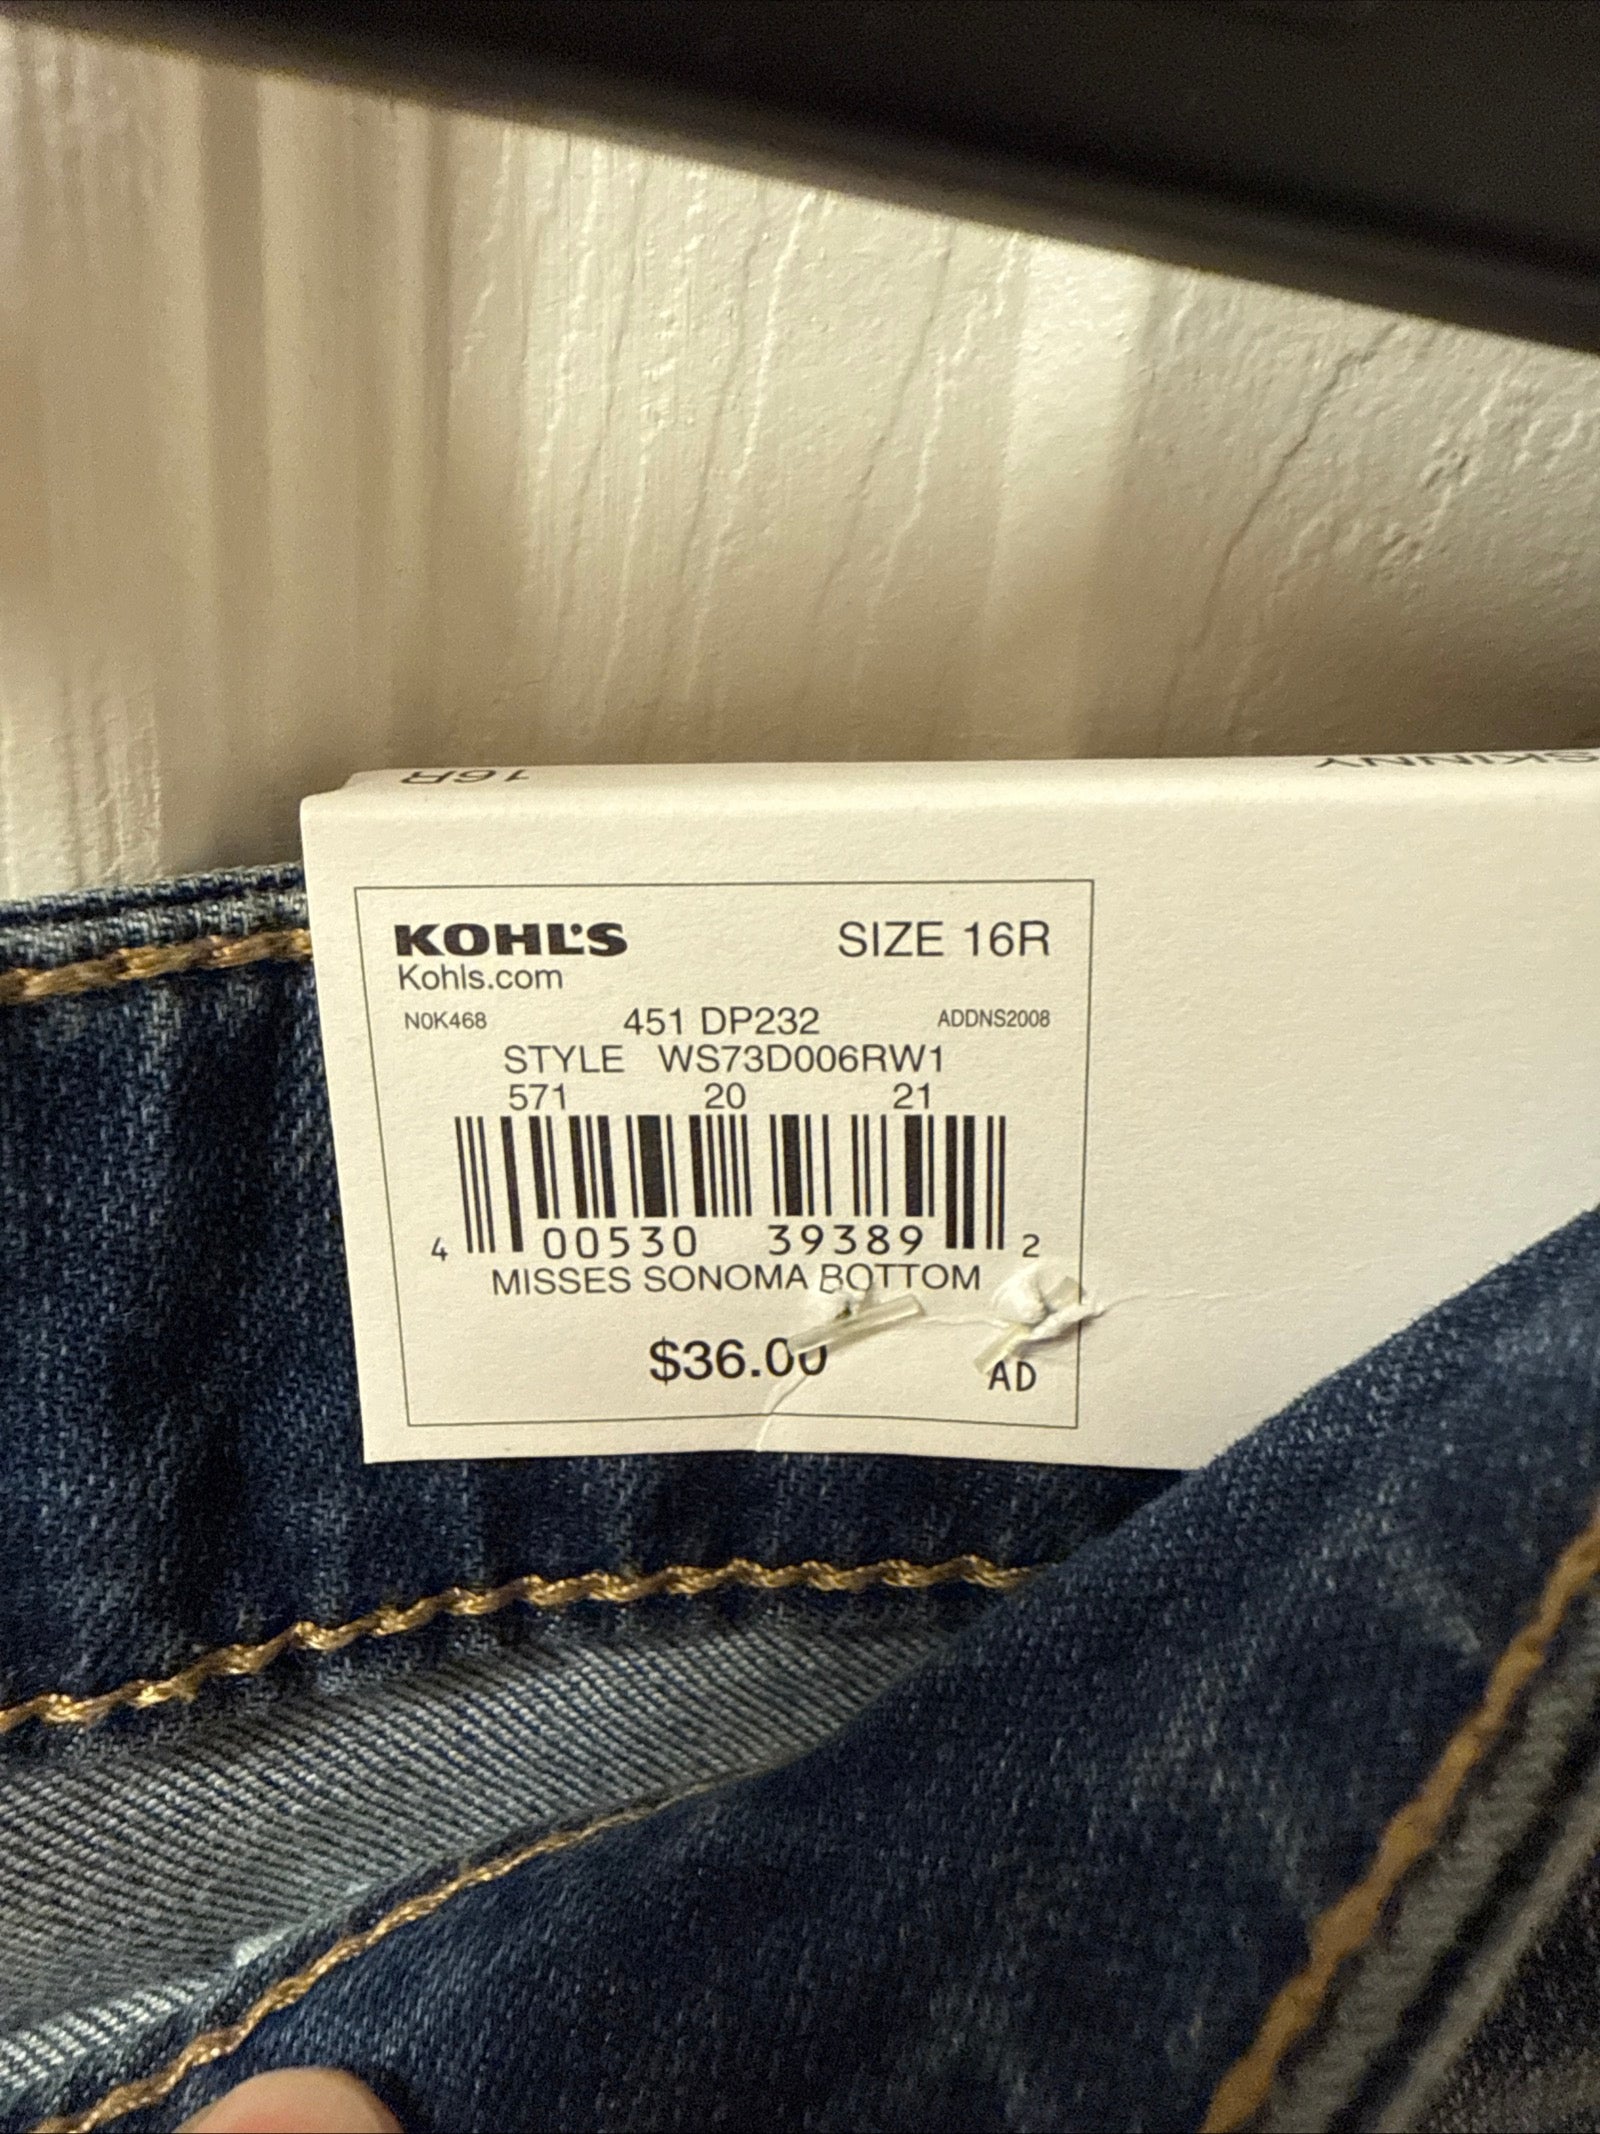 16R SKINNY
KOHL'S SIZE 16R
Kohls.com
N0K468 451 DP232 ADDNS2008
STYLE WS73D006RW1
571 20 21
4 00530 39389 2
MISSES SONOMA BOTTOM
$36.00
AD